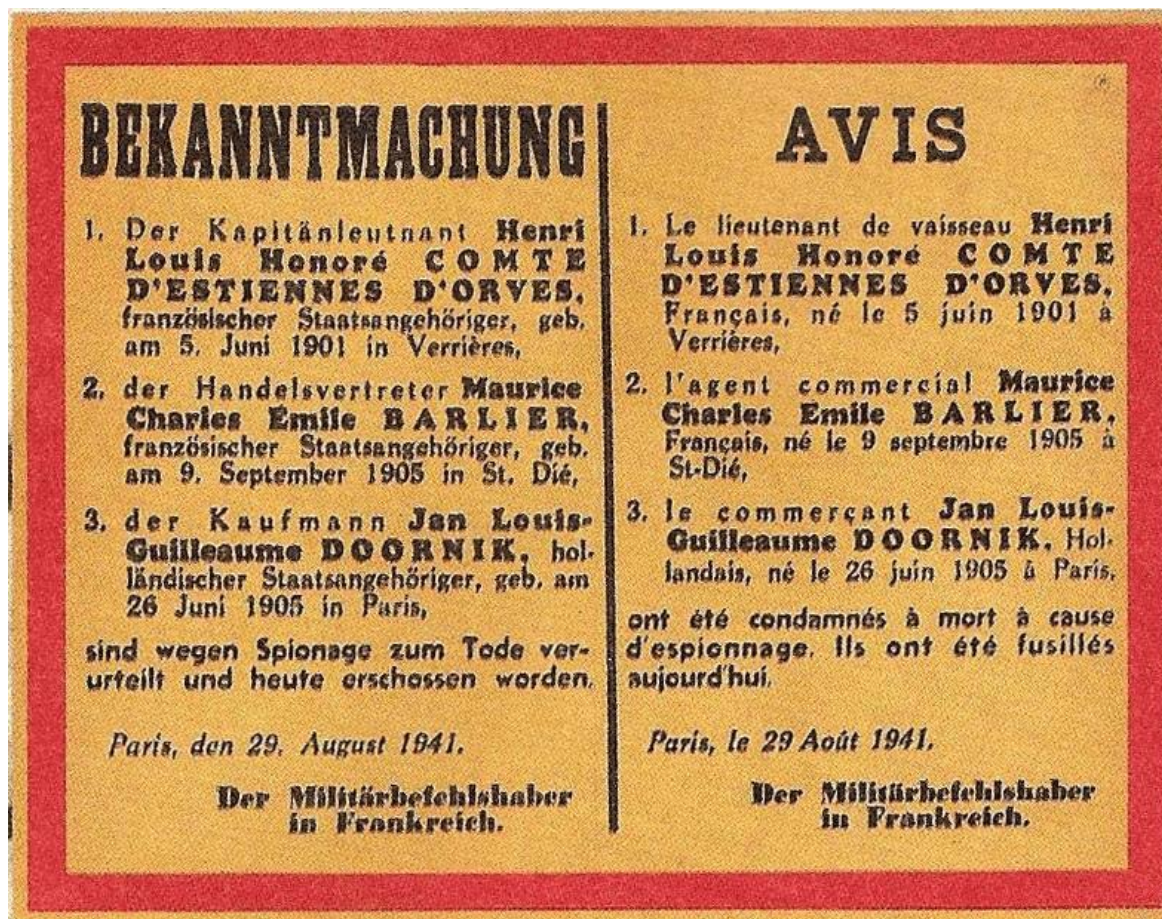 BEKANNTMACHUNG
1. Der Kapitänleutnant Henri
Louis Honoré COMTE
D'ESTIENNES D'ORVES,
französischer Staatsangehöriger, geb.
am 5. Juni 1901 in Verrières,
2. der Handelsvertreter Maurice
Charles Emile BARLIER,
französischer Staatsangehöriger, geb.
am 9. September 1905 in St. Dié,
3. der Kaufmann Jan Louis-
Guilleaume DOORNIK, hol-
ländischer Staatsangehöriger, geb. am
26 Juni 1905 in Paris,
sind wegen Spionage zum Tode ver-
urteilt und heute erschossen worden.
Paris, den 29. August 1941.
Der Militärbefehlshaber
in Frankreich.
AVIS
1. Le lieutenant de vaisseau Henri
Louis Honoré COMTE
D'ESTIENNES D'ORVES,
Français, né le 5 juin 1901 à
Verrières,
2. l'agent commercial Maurice
Charles Emile BARLIER,
Français, né le 9 septembre 1905 à
St-Dié,
3. le commerçant Jan Louis-
Guilleaume DOORNIK, Hol-
landais, né le 26 juin 1905 à Paris,
ont été condamnés à mort à cause
d'espionnage. Ils ont été fusillés
aujourd'hui.
Paris, le 29 Août 1941.
Der Militärbefehlshaber
in Frankreich.